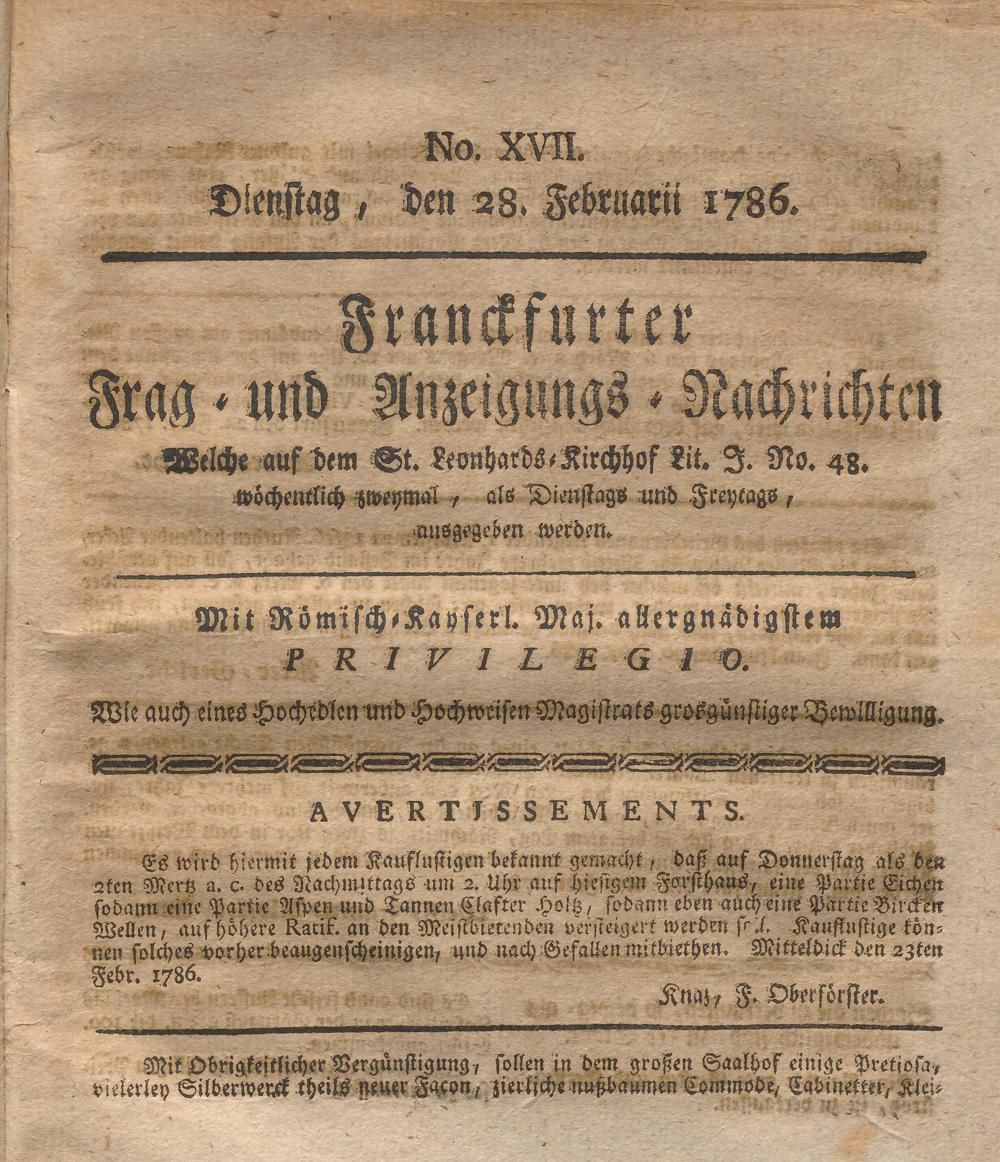 No. XVII.
Dienstag, den 28. Februarii 1786.
Franckfurter
Frag- und Anzeigungs-Nachrichten
Welche auf dem St. Leonhards-Kirchhof Lit. J. No. 48.
wöchentlich zweymal, als Dienstags und Freytags,
ausgegeben werden.
Mit Römisch-Kayserl. Maj. allergnädigstem
PRIVILEGIO.
Wie auch eines Hochedlen und Hochweisen Magistrats grosgünstiger Bewilligung.
AVERTISSEMENTS.
Es wird hiermit jedem Kauflustigen bekannt gemacht, daß auf Donnerstag als den
2ten Mertz a. c. des Nachmittags um 2. Uhr auf hiesigem Forsthaus, eine Partie Eichen
sodann eine Partie Aspen und Tannen Clafter Holtz, sodann eben auch eine Partie Bircken
Wellen, auf höhere Ratif. an den Meistbietenden versteigert werden soll. Kauflustige kön-
nen solches vorher beaugenscheinigen, und nach Gefallen mitbiethen. Mitteldick den 23ten
Febr. 1786.
Knaz, F. Oberförster.
Mit Obrigkeitlicher Vergünstigung, sollen in dem großen Saalhof einige Pretiosa,
vielerley Silberwerck theils neuer Façon, zierliche nußbaumen Commode, Cabinetter, Klei-